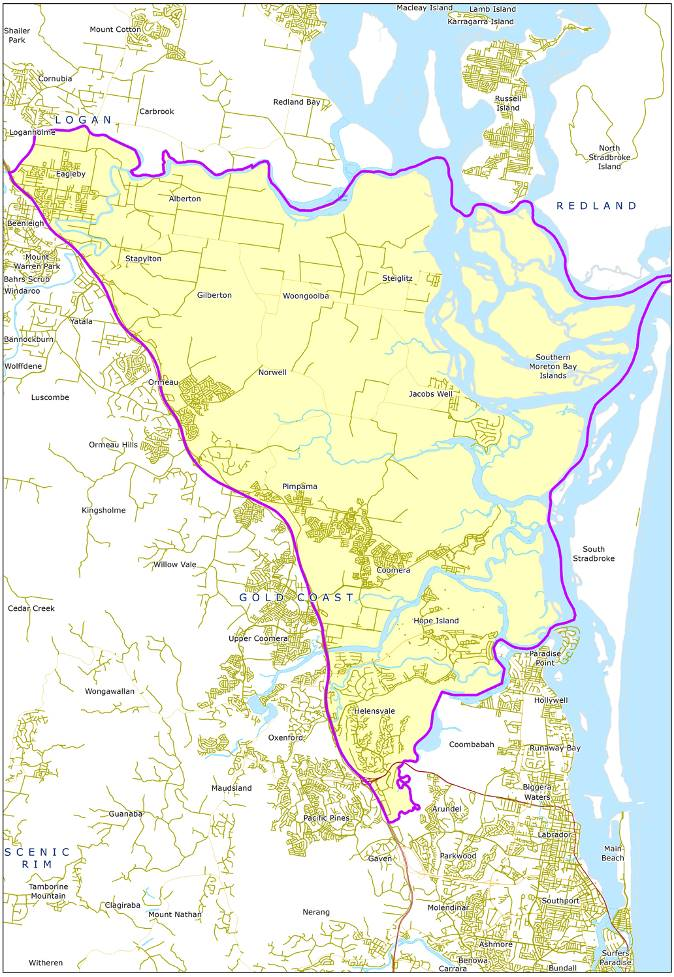 Macleay Island
Lamb Island
Karragarra Island
Shailer
Park
Mount Cotton
Cornubia
Carbrook
Redland Bay
Russell
Island
LOGAN
Loganholme
North
Stradbroke
Island
Eagleby
Alberton
REDLAND
Beenleigh
Mount
Warren Park
Stapylton
Bahrs Scrub
Windaroo
Steiglitz
Gilberton
Woongoolba
Yatala
Bannockburn
Wolffdene
Southern
Moreton Bay
Islands
Norwell
Ormeau
Jacobs Well
Luscombe
Ormeau Hills
Pimpama
Kingsholme
South
Stradbroke
Willow Vale
Coomera
GOLD COAST
Cedar Creek
Hope Island
Upper Coomera
Paradise
Point
Wongawallan
Hollywell
Helensvale
Oxenford
Coombabah
Runaway Bay
Maudsland
Biggera
Waters
Guanaba
Pacific Pines
Arundel
Labrador
SCENIC
RIM
Gaven
Parkwood
Main
Beach
Tamborine
Mountain
Clagiraba
Mount Nathan
Nerang
Molendinar
Southport
Ashmore
Witheren
Benowa
Carrara
Bundall
Surfers
Paradise